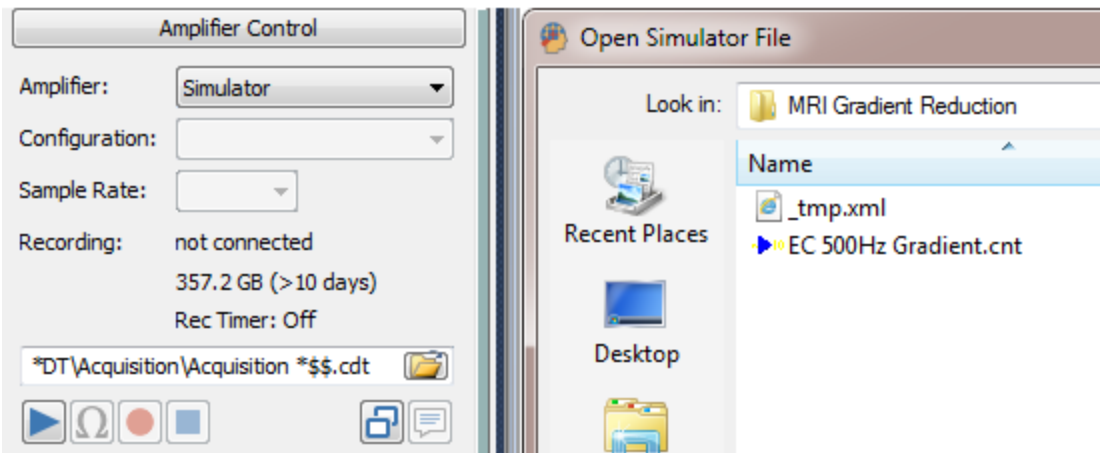 Amplifier Control
Amplifier: Simulator
Configuration:
Sample Rate:
Recording: not connected
357.2 GB (>10 days)
Rec Timer: Off
*DT\Acquisition\Acquisition *$$.cdt
Ω
Open Simulator File
Look in: MRI Gradient Reduction
Name
_tmp.xml
EC 500Hz Gradient.cnt
Recent Places
Desktop